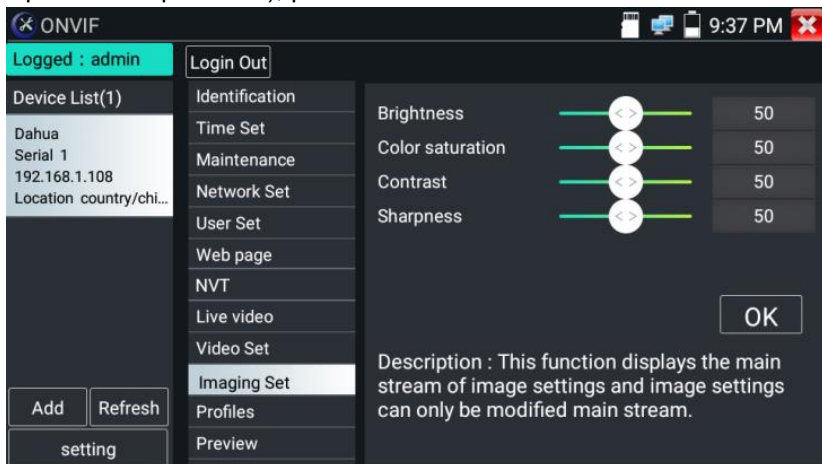 ONVIF
9:37 PM
Logged : admin
Login Out
Device List(1)
Dahua
Serial 1
192.168.1.108
Location country/chi...
Add
Refresh
setting
Identification
Time Set
Maintenance
Network Set
User Set
Web page
NVT
Live video
Video Set
Imaging Set
Profiles
Preview
Brightness 50
Color saturation 50
Contrast 50
Sharpness 50
OK
Description : This function displays the main
stream of image settings and image settings
can only be modified main stream.